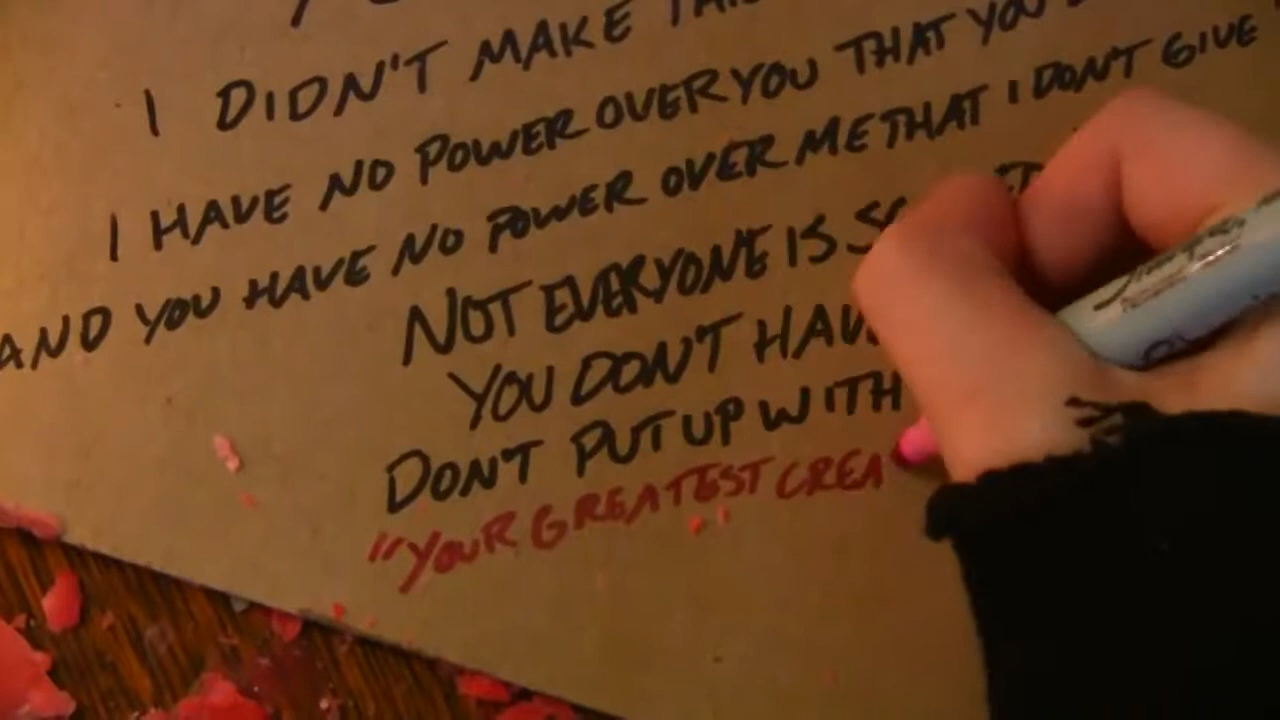 I DIDN'T MAKE
I HAVE NO POWER OVER YOU THAT YOU
AND YOU HAVE NO POWER OVER ME THAT I DON'T GIVE
NOT EVERYONE IS
YOU DON'T
DON'T PUT UP WITH
"YOUR GREATEST CREA